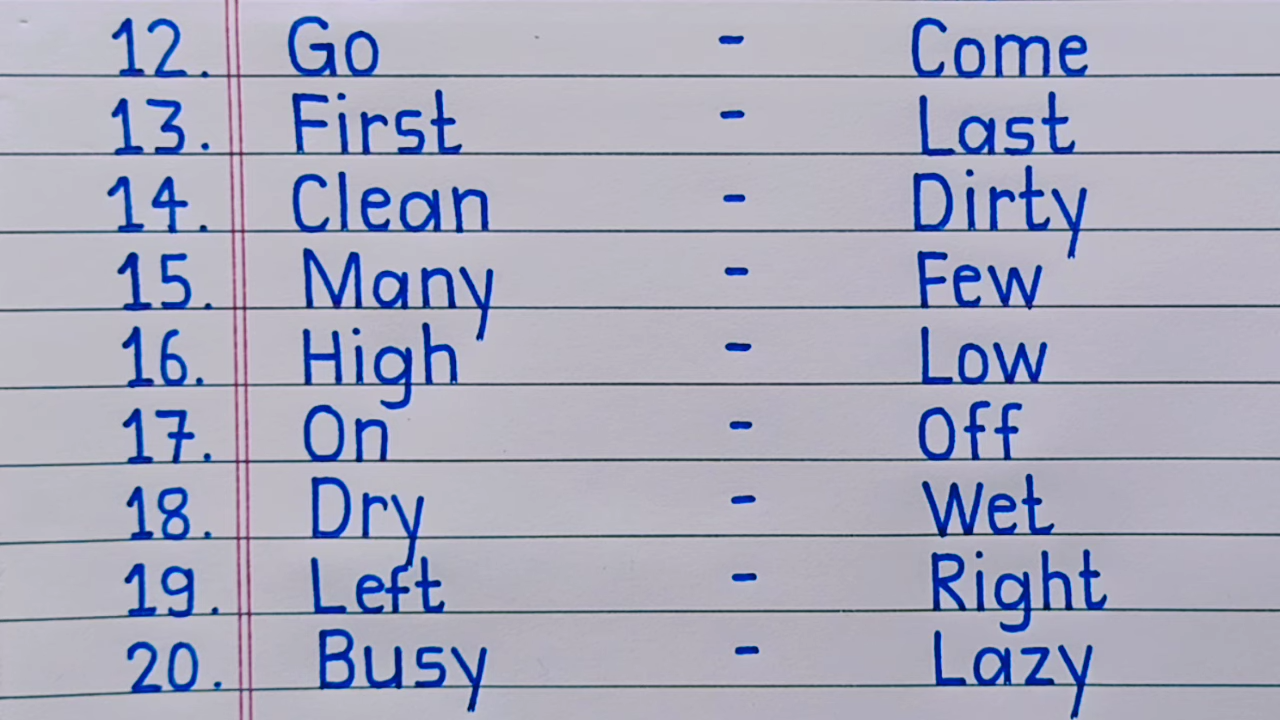 12. Go - Come
13. First - Last
14. Clean - Dirty
15. Many - Few
16. High - Low
17. On - Off
18. Dry - Wet
19. Left - Right
20. Busy - Lazy